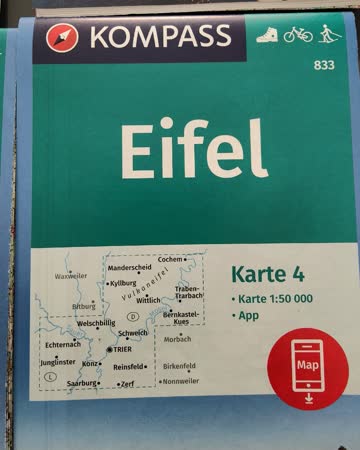 KOMPASS
833
Eifel
Karte 4
• Karte 1:50 000
• App
Map
Cochem
Manderscheid
Waxweiler
Kyllburg
Vulkaneifel
Traben-
Trarbach
Wittlich
Bitburg
Bernkastel-
Kues
D
Welschbillig
Schweich
Echternach
TRIER
Morbach
Junglinster
Konz
Reinsfeld
Birkenfeld
L
Saarburg
Zerf
Nonnweiler